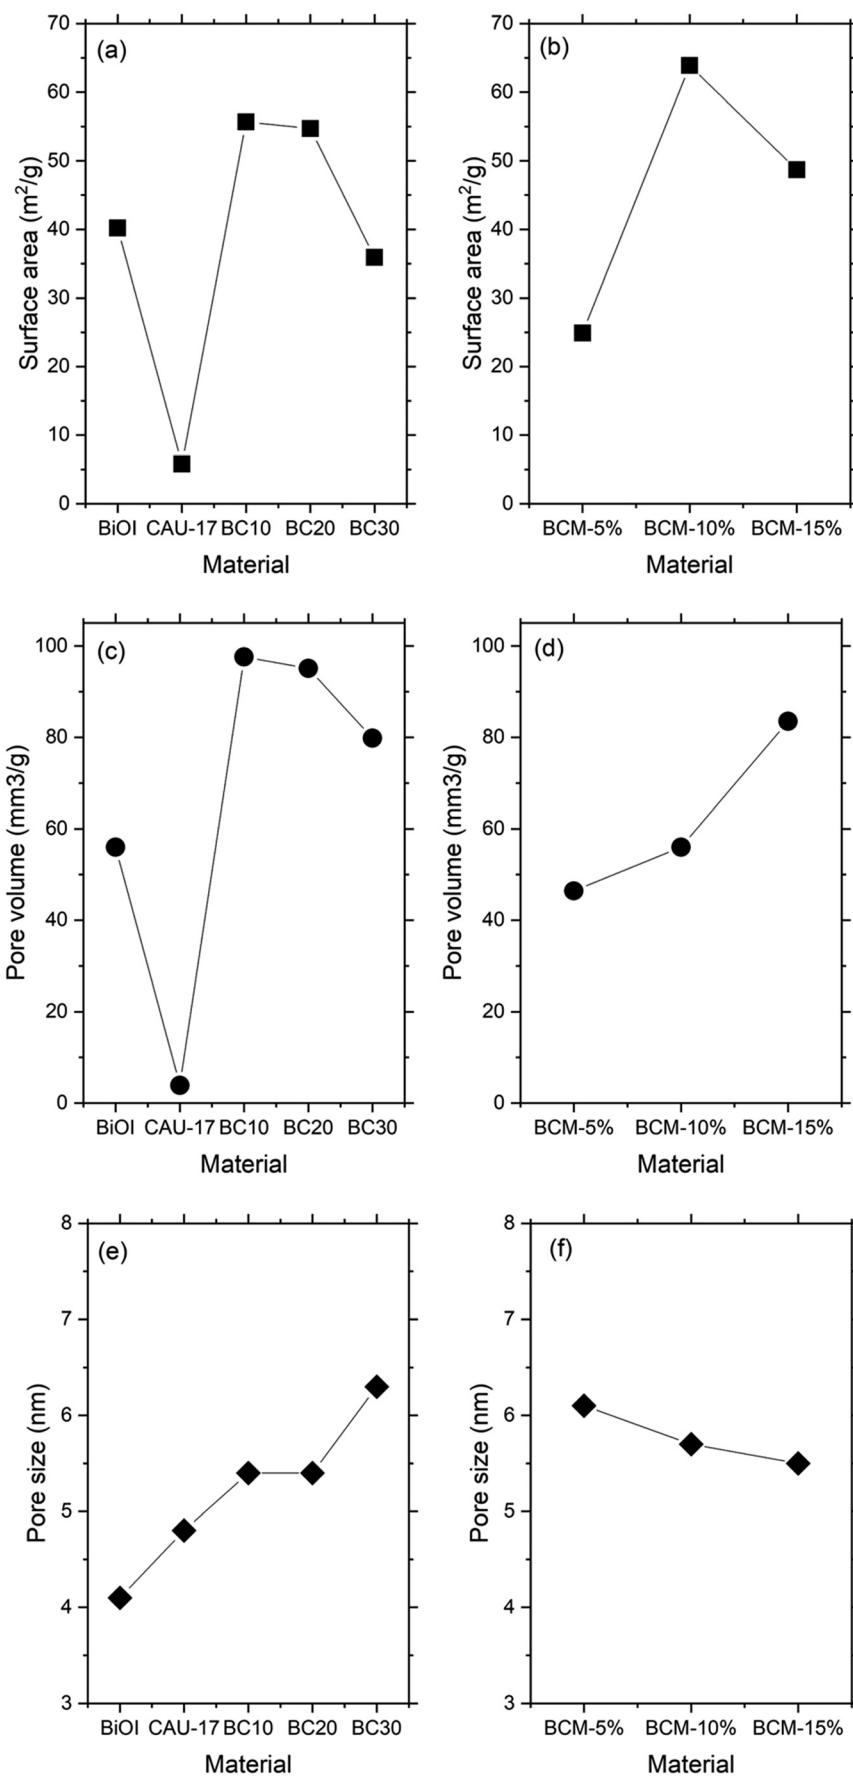 (a)
Surface area (m²/g)
70
60
50
40
30
20
10
0
BiOI CAU-17 BC10 BC20 BC30
Material
(b)
Surface area (m²/g)
70
60
50
40
30
20
10
0
BCM-5% BCM-10% BCM-15%
Material
(c)
Pore volume (mm3/g)
100
80
60
40
20
0
BiOI CAU-17 BC10 BC20 BC30
Material
(d)
Pore volume (mm3/g)
100
80
60
40
20
0
BCM-5% BCM-10% BCM-15%
Material
(e)
Pore size (nm)
8
7
6
5
4
3
BiOI CAU-17 BC10 BC20 BC30
Material
(f)
Pore size (nm)
8
7
6
5
4
3
BCM-5% BCM-10% BCM-15%
Material